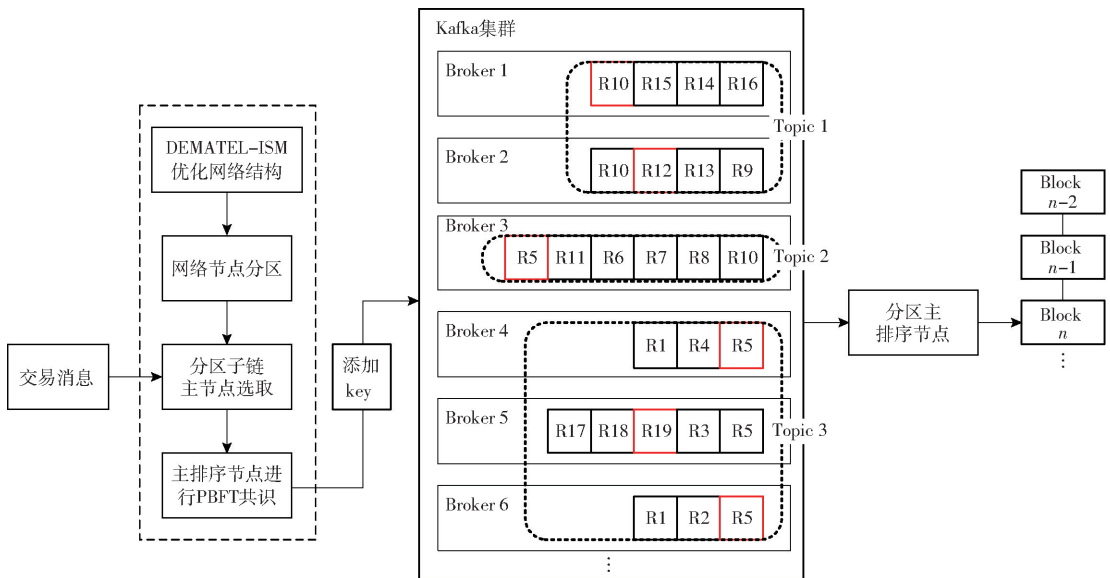 交易消息
DEMATEL-ISM
优化网络结构
网络节点分区
分区子链
主节点选取
主排序节点进
行PBFT共识
添加
key
Kafka集群
Broker 1
R10 R15 R14 R16
Topic 1
Broker 2
R10 R12 R13 R9
Broker 3
R5 R11 R6 R7 R8 R10
Topic 2
Broker 4
R1 R4 R5
Broker 5
R17 R18 R19 R3 R5
Topic 3
Broker 6
R1 R2 R5
⋮
分区主
排序节点
Block
n-2
Block
n-1
Block
n
⋮